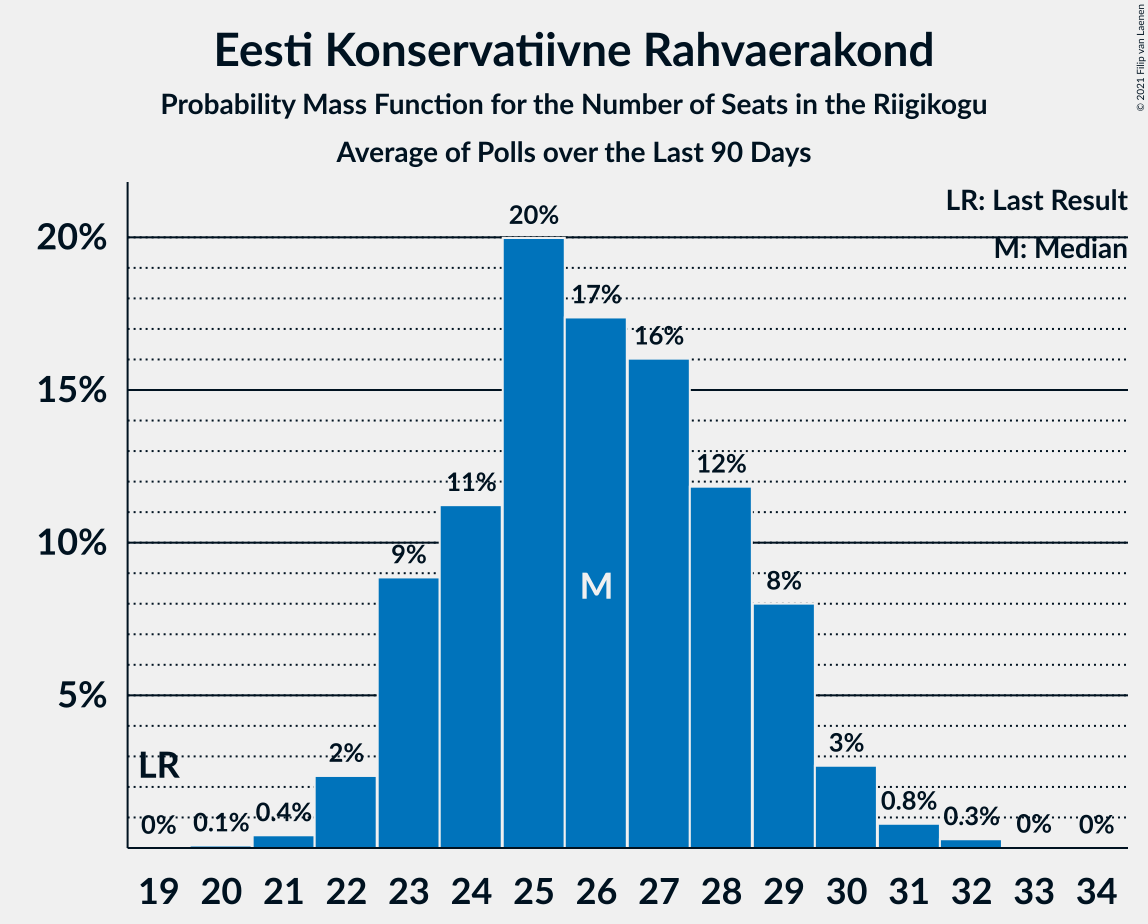 Eesti Konservatiivne Rahvaerakond
Probability Mass Function for the Number of Seats in the Riigikogu
Average of Polls over the Last 90 Days
© 2021 Filip van Laenen
LR: Last Result
M: Median
20%
15%
10%
5%
LR
0%
0.1%
0.4%
2%
9%
11%
20%
17%
16%
12%
8%
3%
0.8%
0.3%
0%
0%
M
19 20 21 22 23 24 25 26 27 28 29 30 31 32 33 34